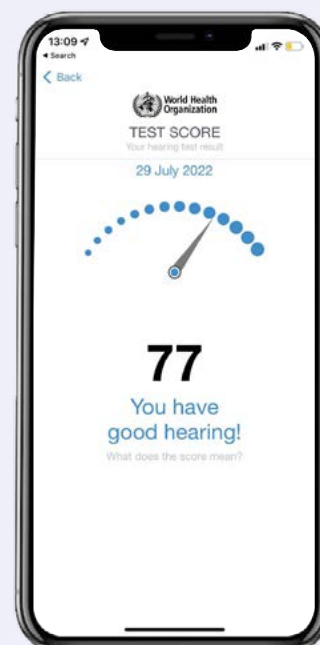 13:09
Search
Back
World Health
Organization
TEST SCORE
Your hearing test result
29 July 2022
77
You have
good hearing!
What does the score mean?